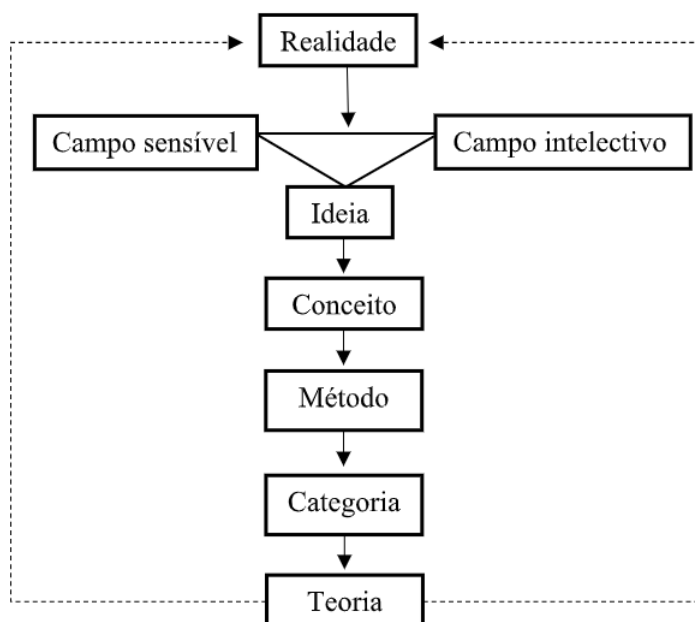 Realidade
Campo sensível
Campo intelectivo
Ideia
Conceito
Método
Categoria
Teoria